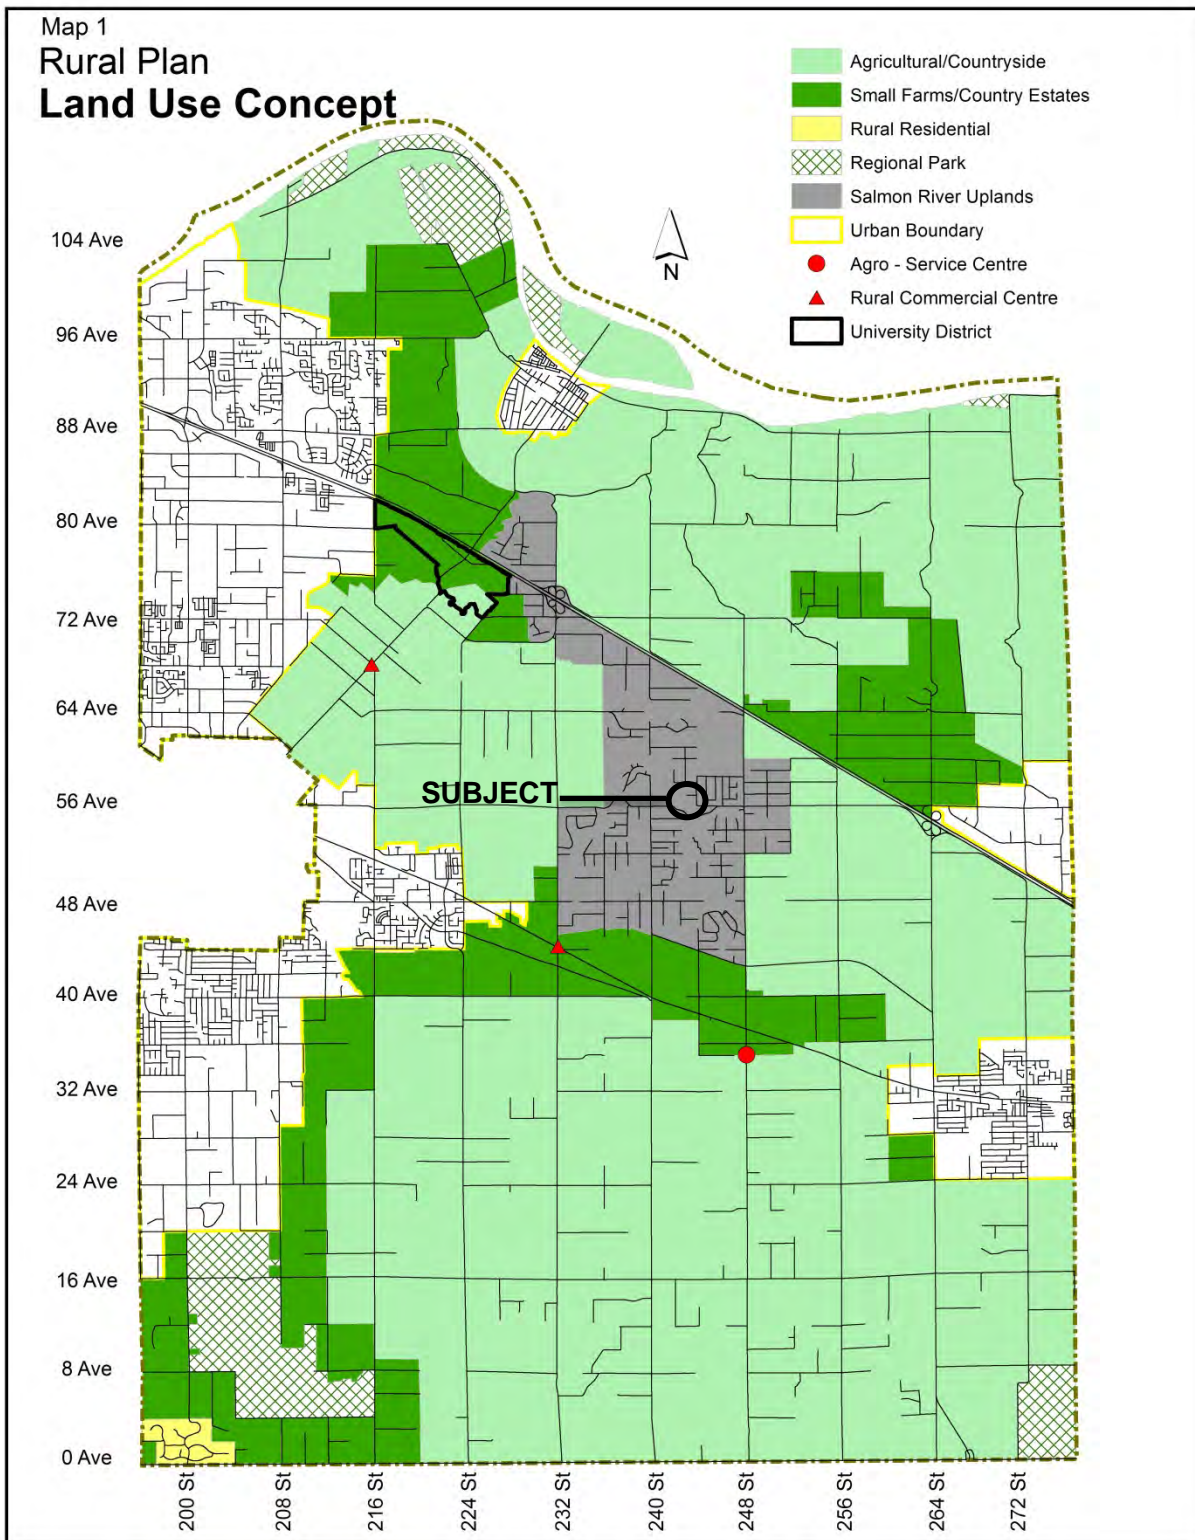 Map 1
Rural Plan
Land Use Concept
Agricultural/Countryside
Small Farms/Country Estates
Rural Residential
Regional Park
Salmon River Uplands
Urban Boundary
Agro - Service Centre
Rural Commercial Centre
University District
N
104 Ave
96 Ave
88 Ave
80 Ave
72 Ave
64 Ave
SUBJECT
56 Ave
48 Ave
40 Ave
32 Ave
24 Ave
16 Ave
8 Ave
0 Ave
200 St
208 St
216 St
224 St
232 St
240 St
248 St
256 St
264 St
272 St